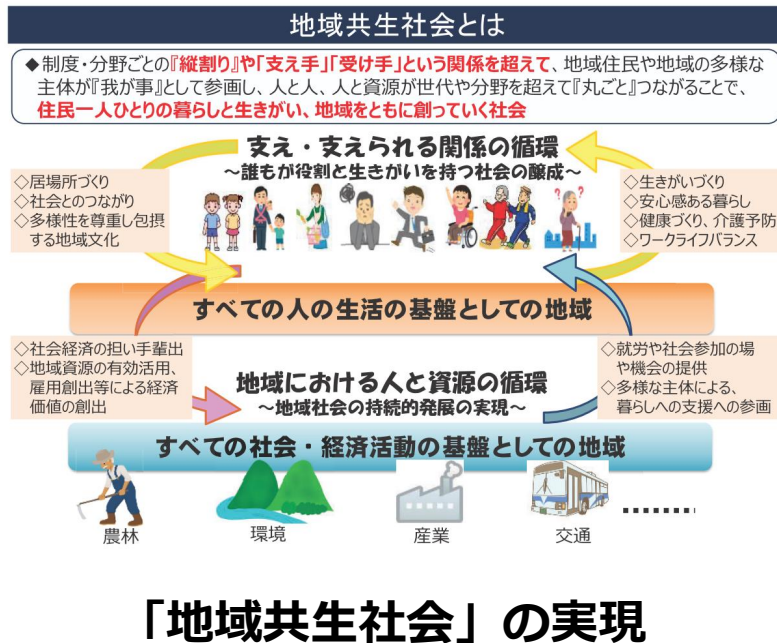 地域共生社会とは
◆制度・分野ごとの『縦割り』や「支え手」「受け手」という関係を超えて、地域住民や地域の多様な
主体が『我が事』として参画し、人と人、人と資源が世代や分野を超えて『丸ごと』つながることで、
住民一人ひとりの暮らしと生きがい、地域をともに創っていく社会
支え・支えられる関係の循環
～誰もが役割と生きがいを持つ社会の醸成～
◇居場所づくり
◇社会とのつながり
◇多様性を尊重し包摂
する地域文化
◇生きがいづくり
◇安心感ある暮らし
◇健康づくり、介護予防
◇ワークライフバランス
すべての人の生活の基盤としての地域
◇社会経済の担い手輩出
◇地域資源の有効活用、
雇用創出等による経済
価値の創出
地域における人と資源の循環
～地域社会の持続的発展の実現～
◇就労や社会参加の場
や機会の提供
◇多様な主体による、
暮らしへの支援への参画
すべての社会・経済活動の基盤としての地域
農林
環境
産業
交通
………
「地域共生社会」の実現